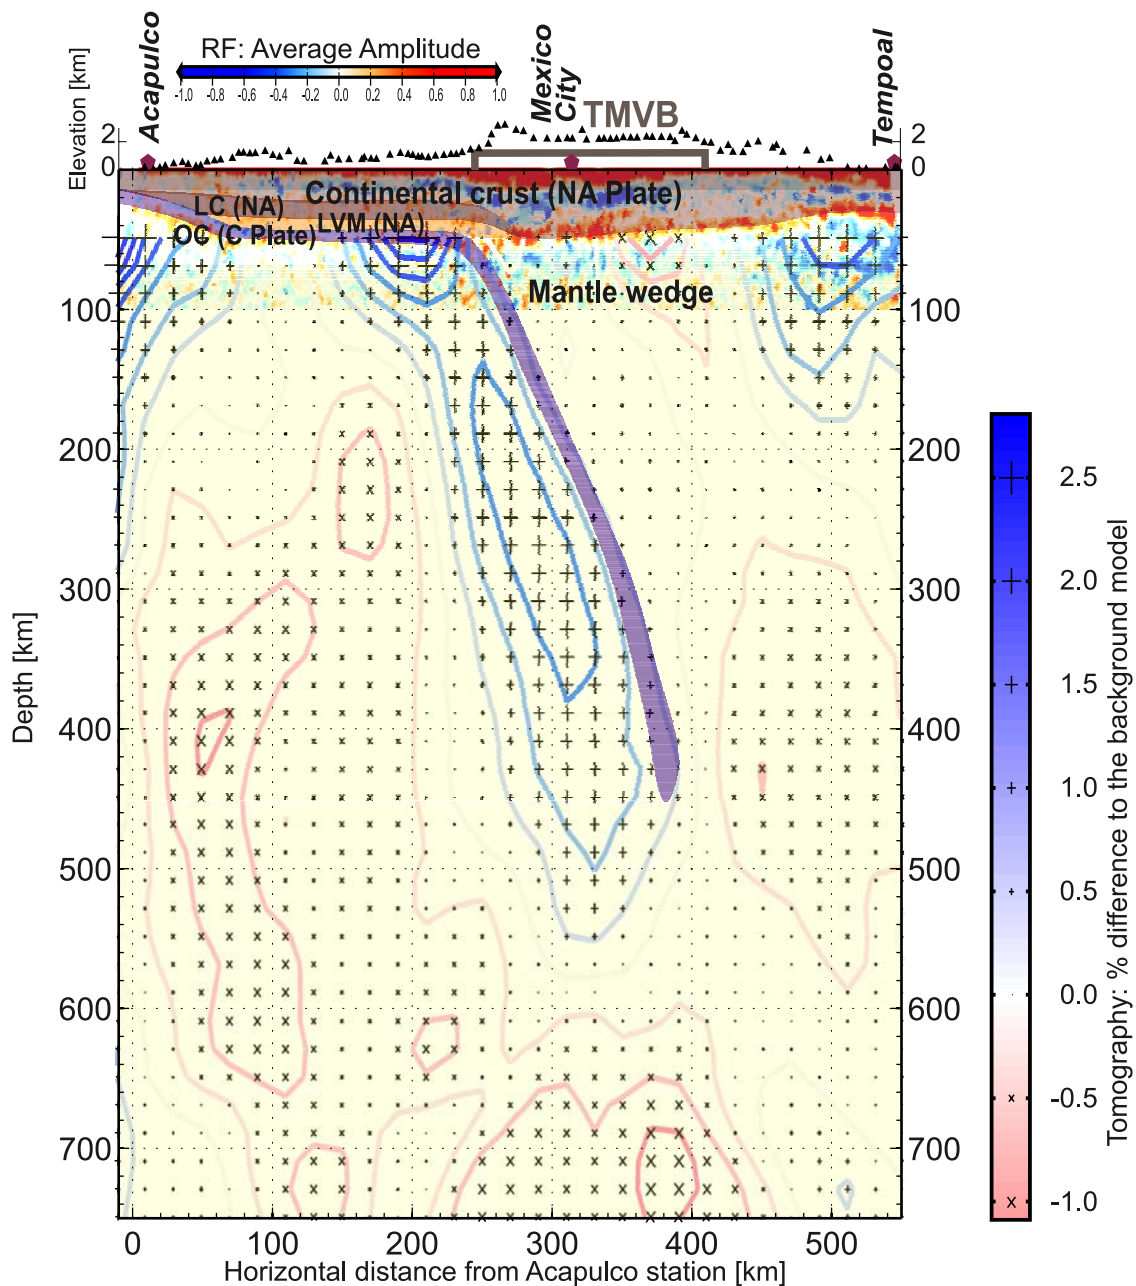 RF: Average Amplitude
-1.0 -0.8 -0.6 -0.4 -0.2 0.0 0.2 0.4 0.6 0.8 1.0
Elevation [km]
Acapulco
Mexico
City
TMVB
Tempoal
2
0
2
0
Continental crust (NA Plate)
LC (NA)
LVM (NA)
OC (C Plate)
Mantle wedge
100
200
300
400
500
600
700
100
200
300
400
500
600
700
Depth [km]
0 100 200 300 400 500
Horizontal distance from Acapulco station [km]
2.5
2.0
1.5
1.0
0.5
0.0
-0.5
-1.0
Tomography: % difference to the background model